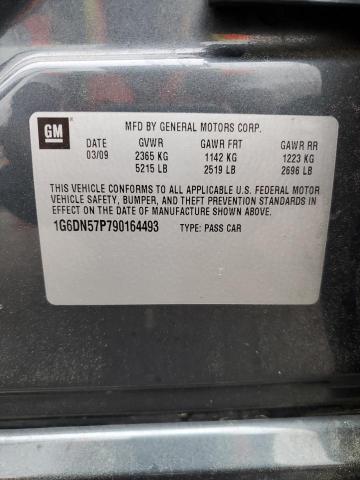 GM
MFD BY GENERAL MOTORS CORP.
DATE GVWR GAWR FRT GAWR RR
03/09 2365 KG 1142 KG 1223 KG
5215 LB 2519 LB 2696 LB
THIS VEHICLE CONFORMS TO ALL APPLICABLE U.S. FEDERAL MOTOR
VEHICLE SAFETY, BUMPER, AND THEFT PREVENTION STANDARDS IN
EFFECT ON THE DATE OF MANUFACTURE SHOWN ABOVE.
1G6DN57P790164493 TYPE: PASS CAR